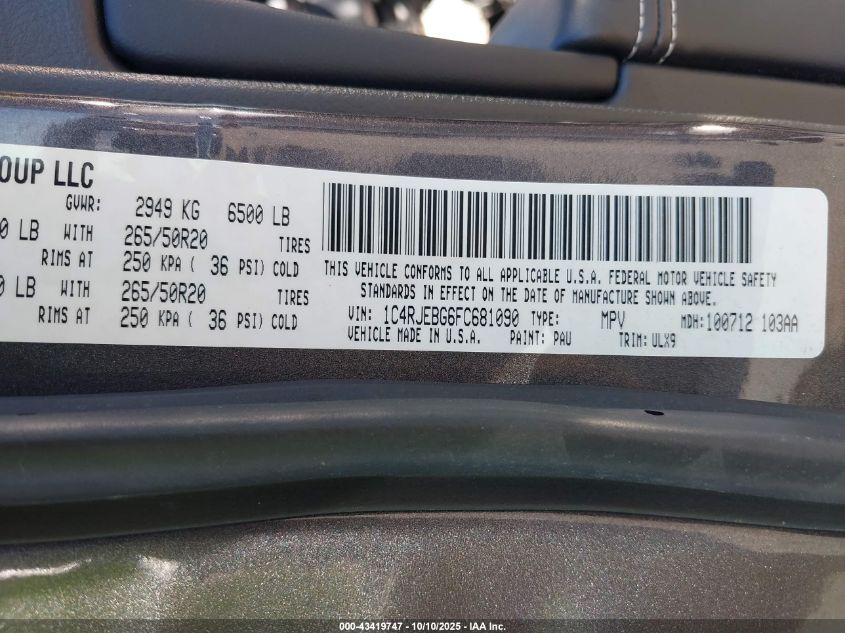 OUP LLC
GVWR: 2949 KG 6500 LB
0 LB WITH 265/50R20 TIRES
RIMS AT 250 KPA ( 36 PSI) COLD
0 LB WITH 265/50R20 TIRES
RIMS AT 250 KPA ( 36 PSI) COLD
THIS VEHICLE CONFORMS TO ALL APPLICABLE U.S.A. FEDERAL MOTOR VEHICLE SAFETY
STANDARDS IN EFFECT ON THE DATE OF MANUFACTURE SHOWN ABOVE.
VIN: 1C4RJEBG6FC681090 TYPE: MPV MDH:100712 103AA
VEHICLE MADE IN U.S.A. PAINT: PAU TRIM: ULX9
000-43419747 - 10/10/2025 - IAA Inc.